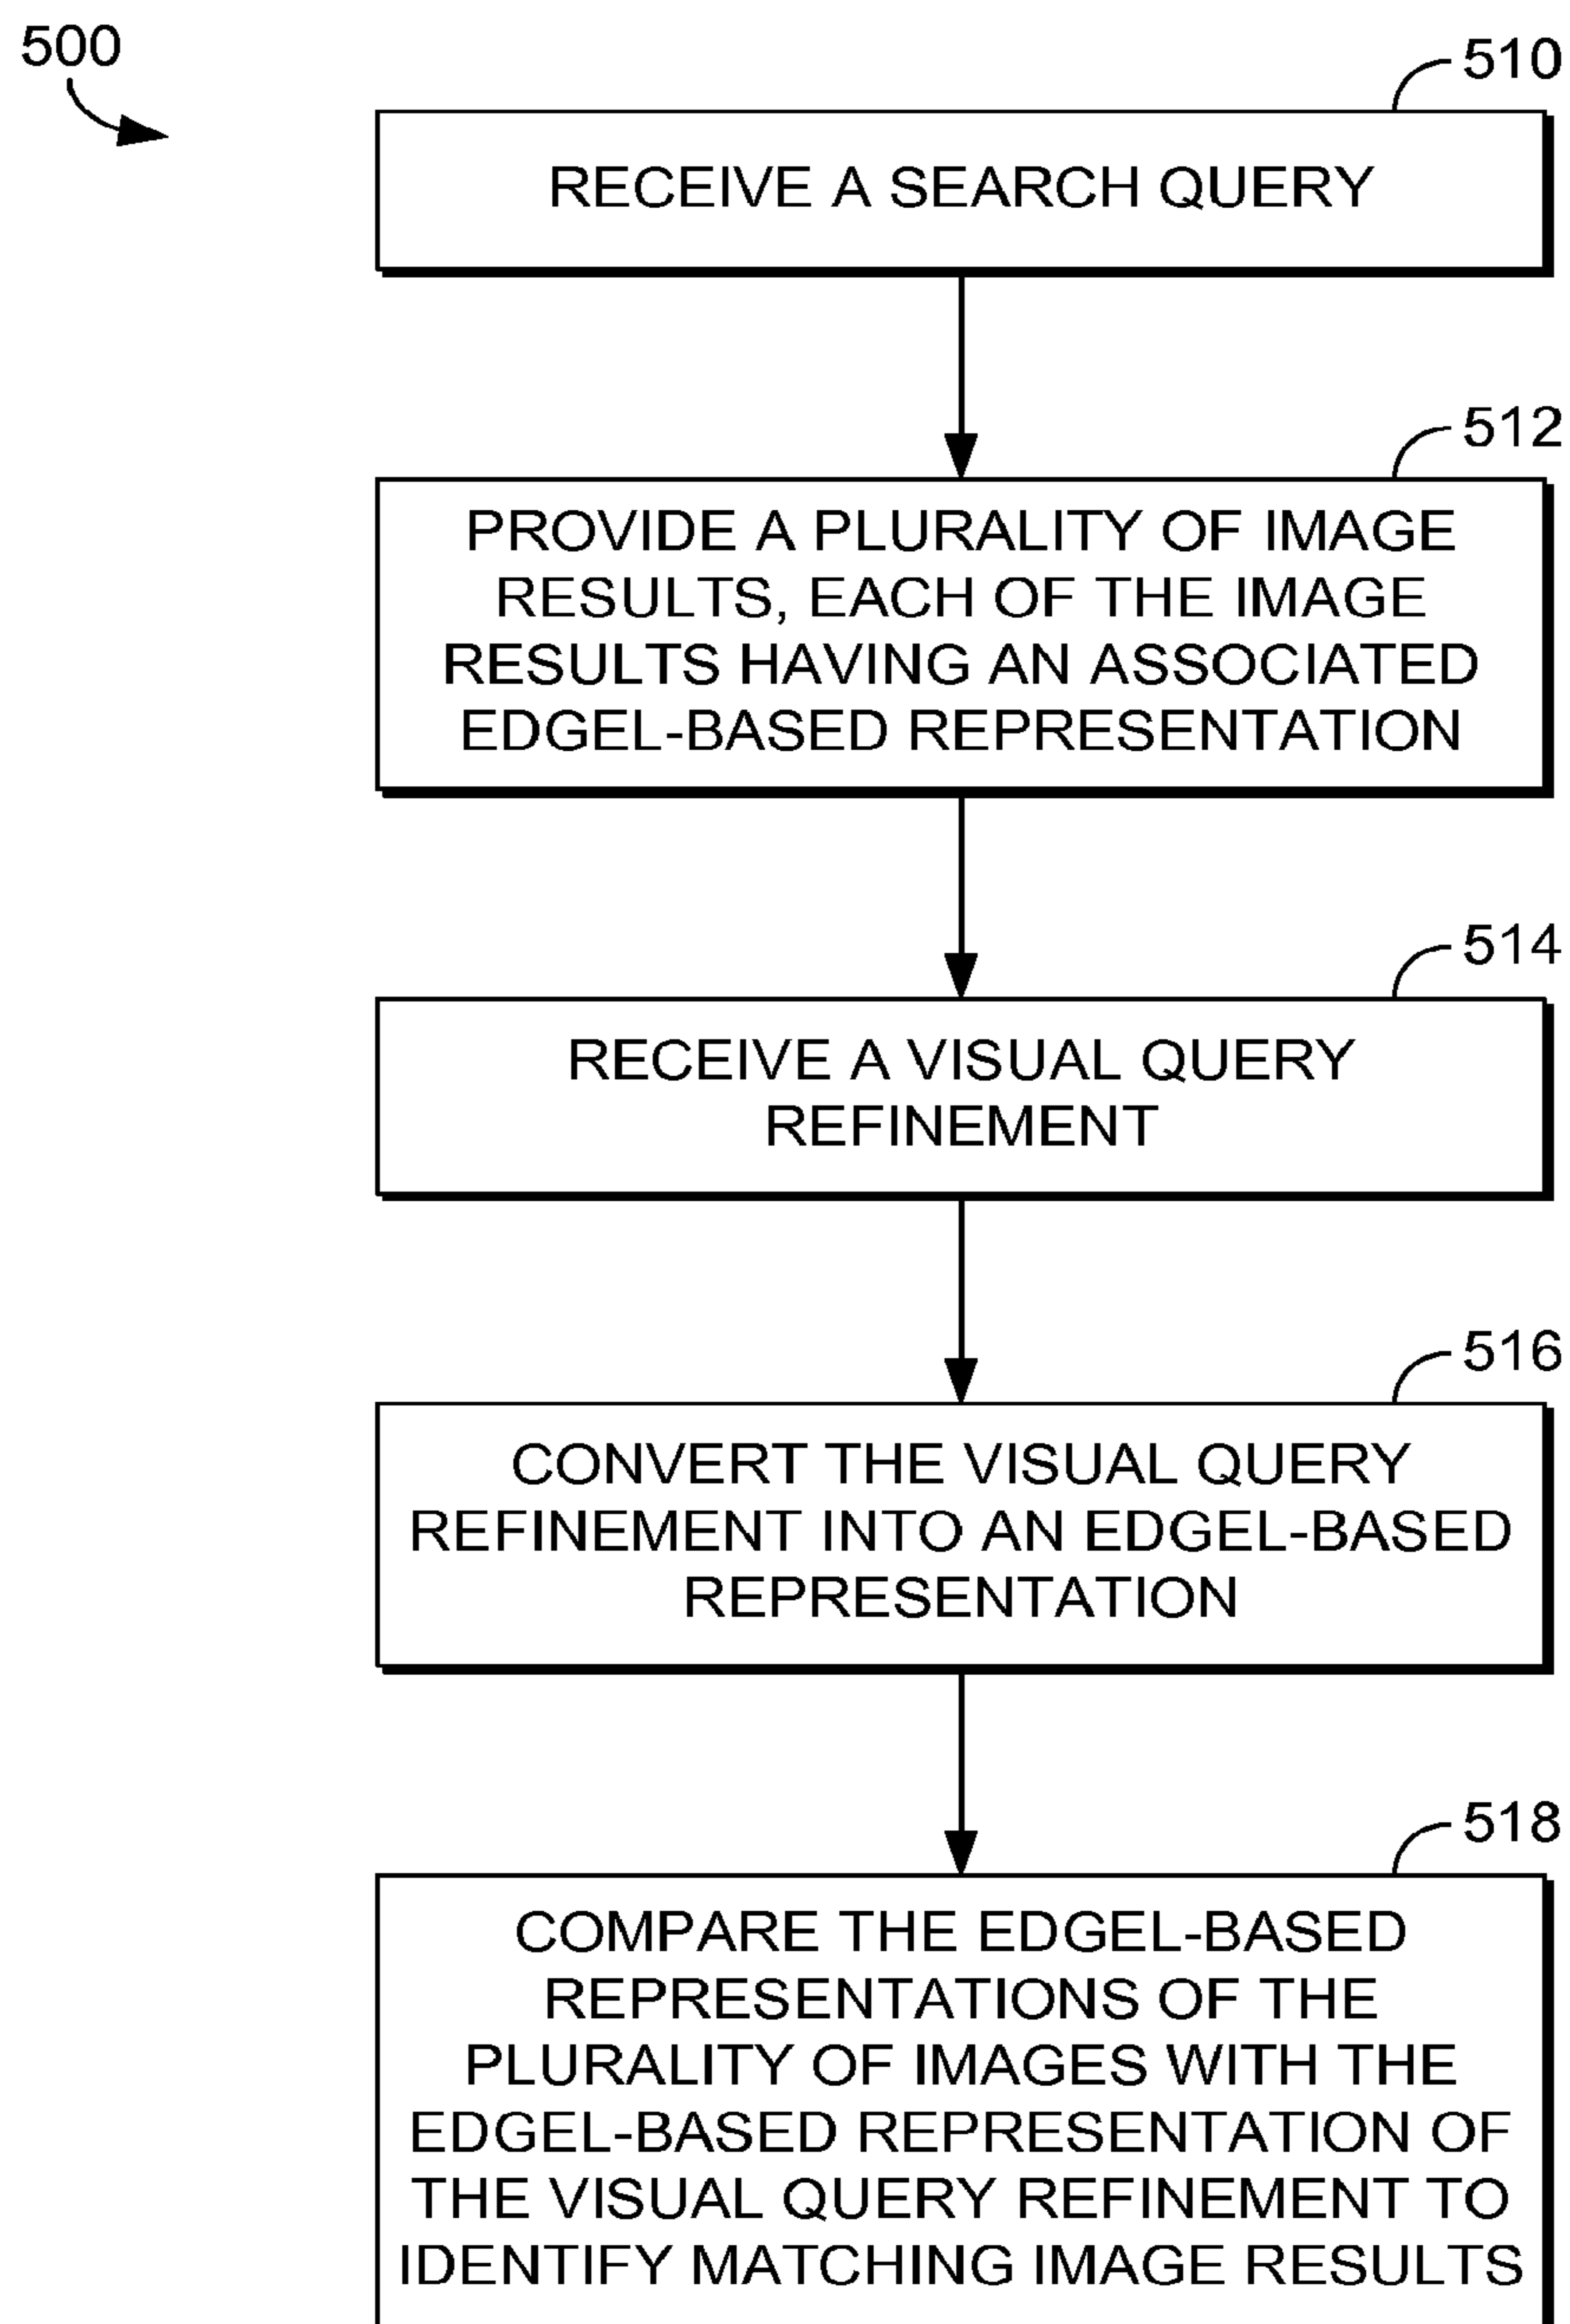 500
510
RECEIVE A SEARCH QUERY
512
PROVIDE A PLURALITY OF IMAGE
RESULTS, EACH OF THE IMAGE
RESULTS HAVING AN ASSOCIATED
EDGEL-BASED REPRESENTATION
514
RECEIVE A VISUAL QUERY
REFINEMENT
516
CONVERT THE VISUAL QUERY
REFINEMENT INTO AN EDGEL-BASED
REPRESENTATION
518
COMPARE THE EDGEL-BASED
REPRESENTATIONS OF THE
PLURALITY OF IMAGES WITH THE
EDGEL-BASED REPRESENTATION OF
THE VISUAL QUERY REFINEMENT TO
IDENTIFY MATCHING IMAGE RESULTS